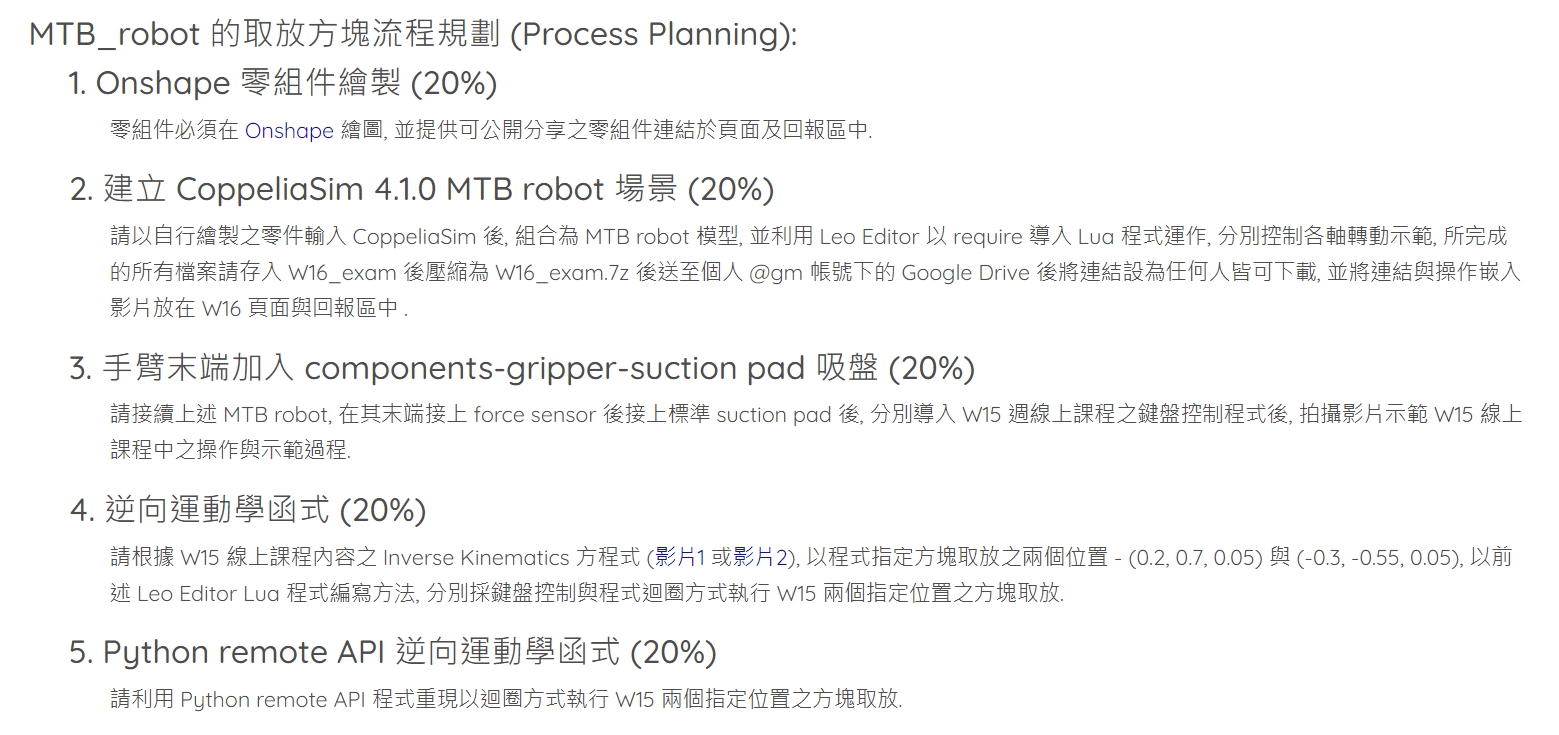 MTB_robot 的取放方塊流程規劃 (Process Planning):
1. Onshape 零組件繪製 (20%)
零組件必須在 Onshape 繪圖, 並提供可公開分享之零組件連結於頁面及回報區中.
2. 建立 CoppeliaSim 4.1.0 MTB robot 場景 (20%)
請以自行繪製之零件輸入 CoppeliaSim 後, 組合為 MTB robot 模型, 並利用 Leo Editor 以 require 導入 Lua 程式運作, 分別控制各軸轉動示範, 所完成
的所有檔案請存入 W16_exam 後壓縮為 W16_exam.7z 後送至個人 @gm 帳號下的 Google Drive 後將連結設為任何人皆可下載, 並將連結與操作嵌入
影片放在 W16 頁面與回報區中 .
3. 手臂末端加入 components-gripper-suction pad 吸盤 (20%)
請接續上述 MTB robot, 在其末端接上 force sensor 後接上標準 suction pad 後, 分別導入 W15 週線上課程之鍵盤控制程式後, 拍攝影片示範 W15 線上
課程中之操作與示範過程.
4. 逆向運動學函式 (20%)
請根據 W15 線上課程內容之 Inverse Kinematics 方程式 (影片1 或影片2), 以程式指定方塊取放之兩個位置 - (0.2, 0.7, 0.05) 與 (-0.3, -0.55, 0.05), 以前
述 Leo Editor Lua 程式編寫方法, 分別採鍵盤控制與程式迴圈方式執行 W15 兩個指定位置之方塊取放.
5. Python remote API 逆向運動學函式 (20%)
請利用 Python remote API 程式重現以迴圈方式執行 W15 兩個指定位置之方塊取放.